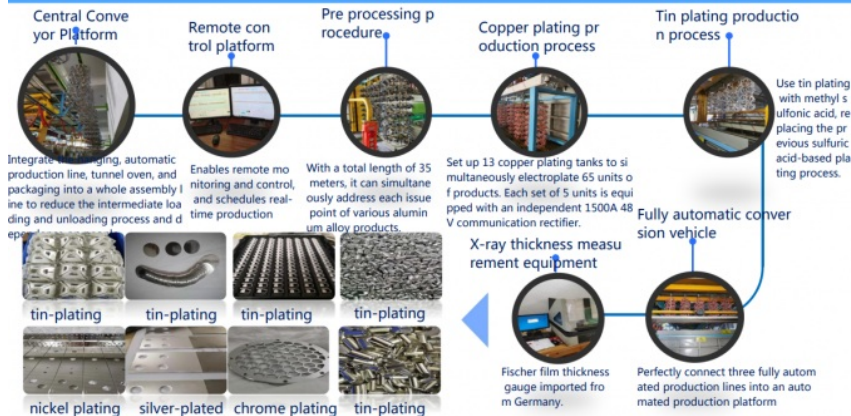 Central Conve
yor Platform
Remote con
trol platform
Pre processing p
rocedure
Copper plating pr
oduction process
Tin plating productio
n process
Integrate hanging, automatic
production line, tunnel oven, and
packaging into a whole assembly l
ine to reduce the intermediate loa
ding and unloading process and d
Enables remote mo
nitoring and control,
and schedules real-
time production
With a total length of 35
meters, it can simultane
ously address each issue
point of various alumin
um alloy products.
Set up 13 copper plating tanks to si
multaneously electroplate 65 units o
f products. Each set of 5 units is equi
pped with an independent 1500A 48
V communication rectifier.
Use tin plating
with methyl s
ulfonic acid, re
placing the pr
evious sulfuric
acid-based pla
ting process.
Fully automatic conver
sion vehicle
X-ray thickness measu
rement equipment
Fischer film thickness
gauge imported fro
m Germany.
Perfectly connect three fully autom
ated production lines into an auto
mated production platform
tin-plating
tin-plating
tin-plating
tin-plating
nickel plating
silver-plated
chrome plating
tin-plating